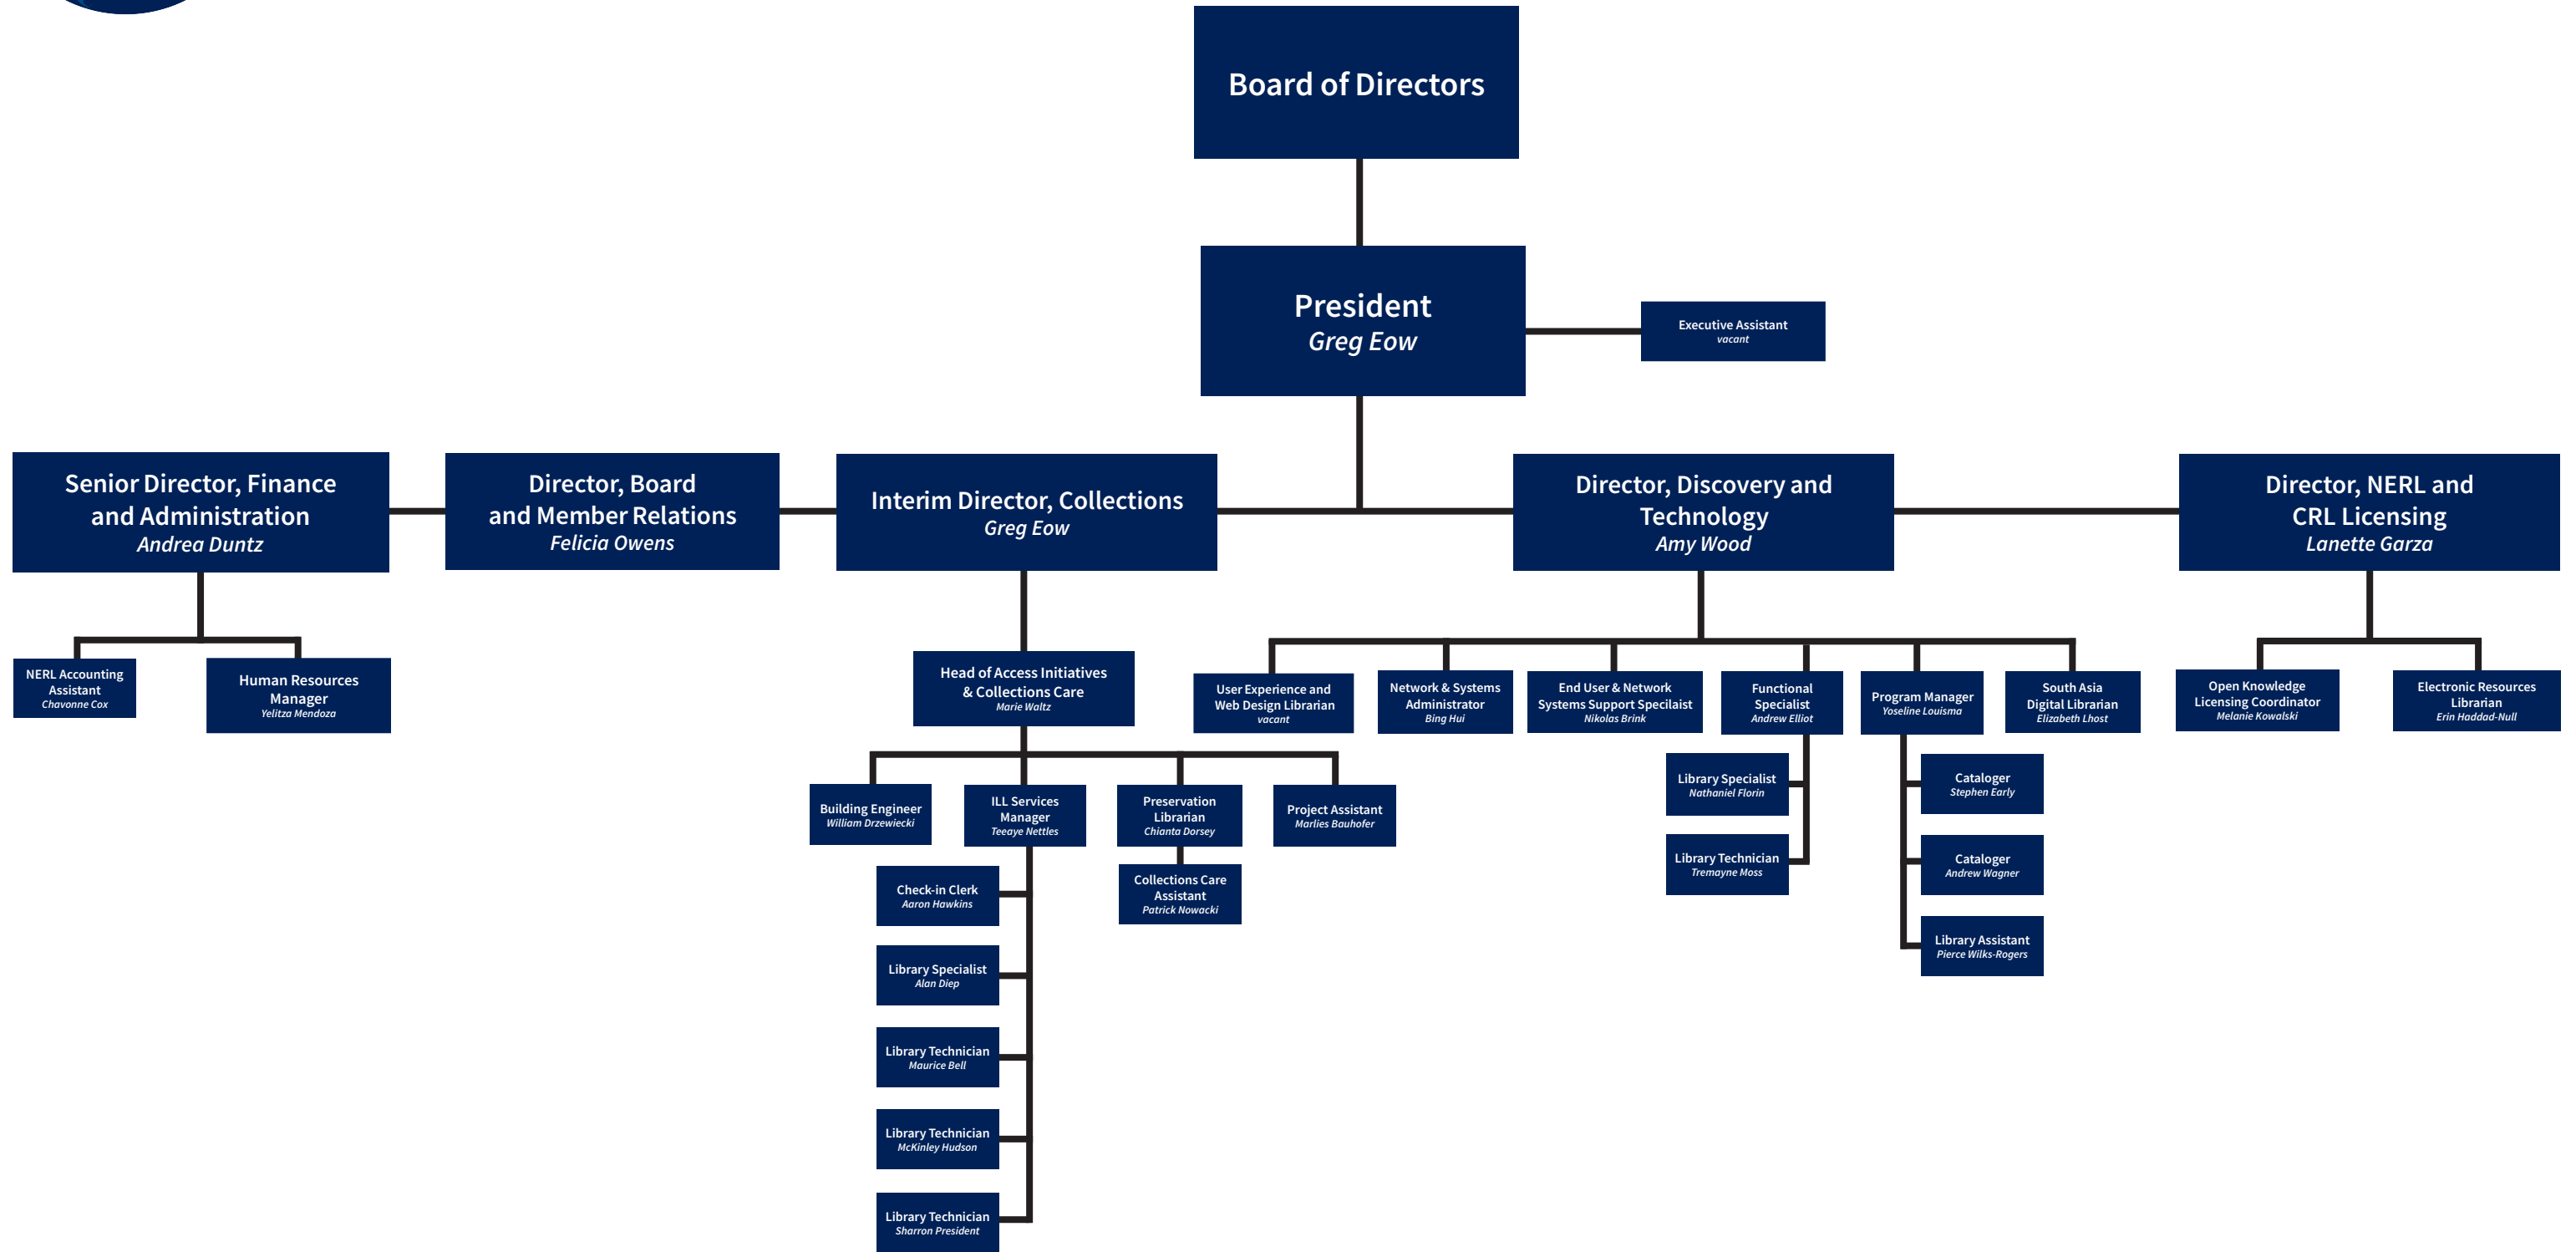 Board of Directors
President
Greg Eow
Executive Assistant
vacant
Senior Director, Finance
and Administration
Andrea Duntz
Director, Board
and Member Relations
Felicia Owens
Interim Director, Collections
Greg Eow
Director, Discovery and
Technology
Amy Wood
Director, NERL and
CRL Licensing
Lanette Garza
NERL Accounting
Assistant
Chavonne Cox
Human Resources
Manager
Yelitza Mendoza
Head of Access Initiatives
& Collections Care
Marie Waltz
User Experience and
Web Design Librarian
vacant
Network & Systems
Administrator
Bing Hui
End User & Network
Systems Support Specilaist
Nikolas Brink
Functional
Specialist
Andrew Elliot
Program Manager
Yoseline Louisma
South Asia
Digital Librarian
Elizabeth Lhost
Open Knowledge
Licensing Coordinator
Melanie Kowalski
Electronic Resources
Librarian
Erin Haddad-Null
Building Engineer
William Drzewiecki
ILL Services
Manager
Teeaye Nettles
Preservation
Librarian
Chianta Dorsey
Project Assistant
Marlies Bauhofer
Library Specialist
Nathaniel Florin
Library Technician
Tremayne Moss
Cataloger
Stephen Early
Cataloger
Andrew Wagner
Library Assistant
Pierce Wilks-Rogers
Check-in Clerk
Aaron Hawkins
Collections Care
Assistant
Patrick Nowacki
Library Specialist
Alan Diep
Library Technician
Maurice Bell
Library Technician
McKinley Hudson
Library Technician
Sharron President